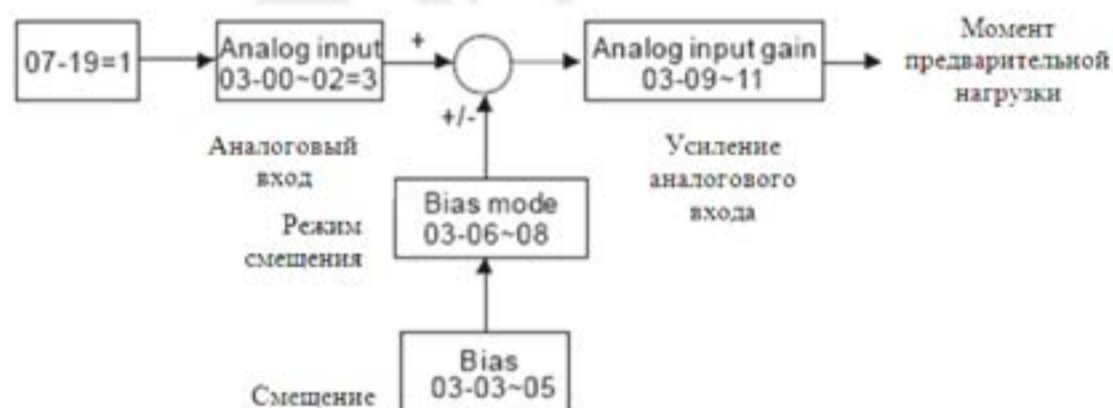 07-19=1
Analog input
03-00~02=3
+
+/-
Analog input gain
03-09~11
Момент
предварительной
нагрузки
Аналоговый
вход
Усиление
аналогового
входа
Режим
смещения
Bias mode
03-06~08
Смещение
Bias
03-03~05